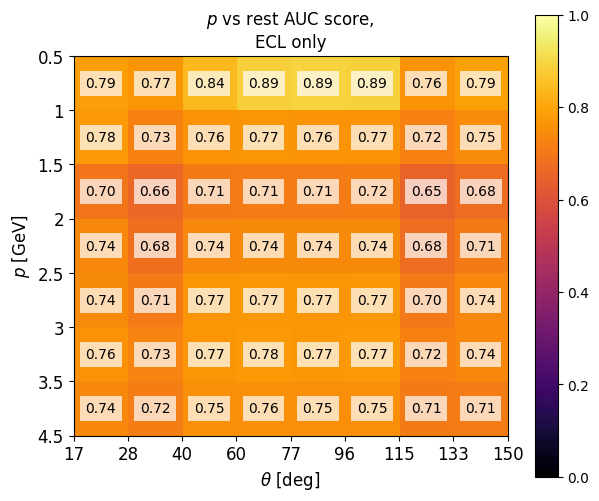 p vs rest AUC score,
ECL only
0.5
0.79 0.77 0.84 0.89 0.89 0.89 0.76 0.79
1
0.78 0.73 0.76 0.77 0.76 0.77 0.72 0.75
1.5
0.70 0.66 0.71 0.71 0.71 0.72 0.65 0.68
2
0.74 0.68 0.74 0.74 0.74 0.74 0.68 0.71
2.5
0.74 0.71 0.77 0.77 0.77 0.77 0.70 0.74
3
0.76 0.73 0.77 0.78 0.77 0.77 0.72 0.74
3.5
0.74 0.72 0.75 0.76 0.75 0.75 0.71 0.71
4.5
p [GeV]
17 28 40 60 77 96 115 133 150
θ [deg]
1.0
0.8
0.6
0.4
0.2
0.0